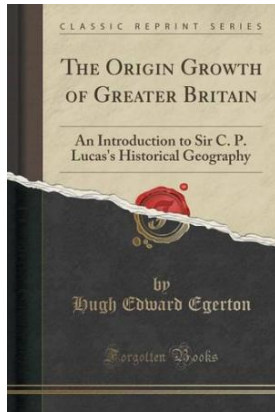 CLASSIC REPRINT SERIES
THE ORIGIN GROWTH
OF GREATER BRITAIN
An Introduction to Sir C. P.
Lucas's Historical Geography
by
Hugh Edward Egerton
Forgotten Books